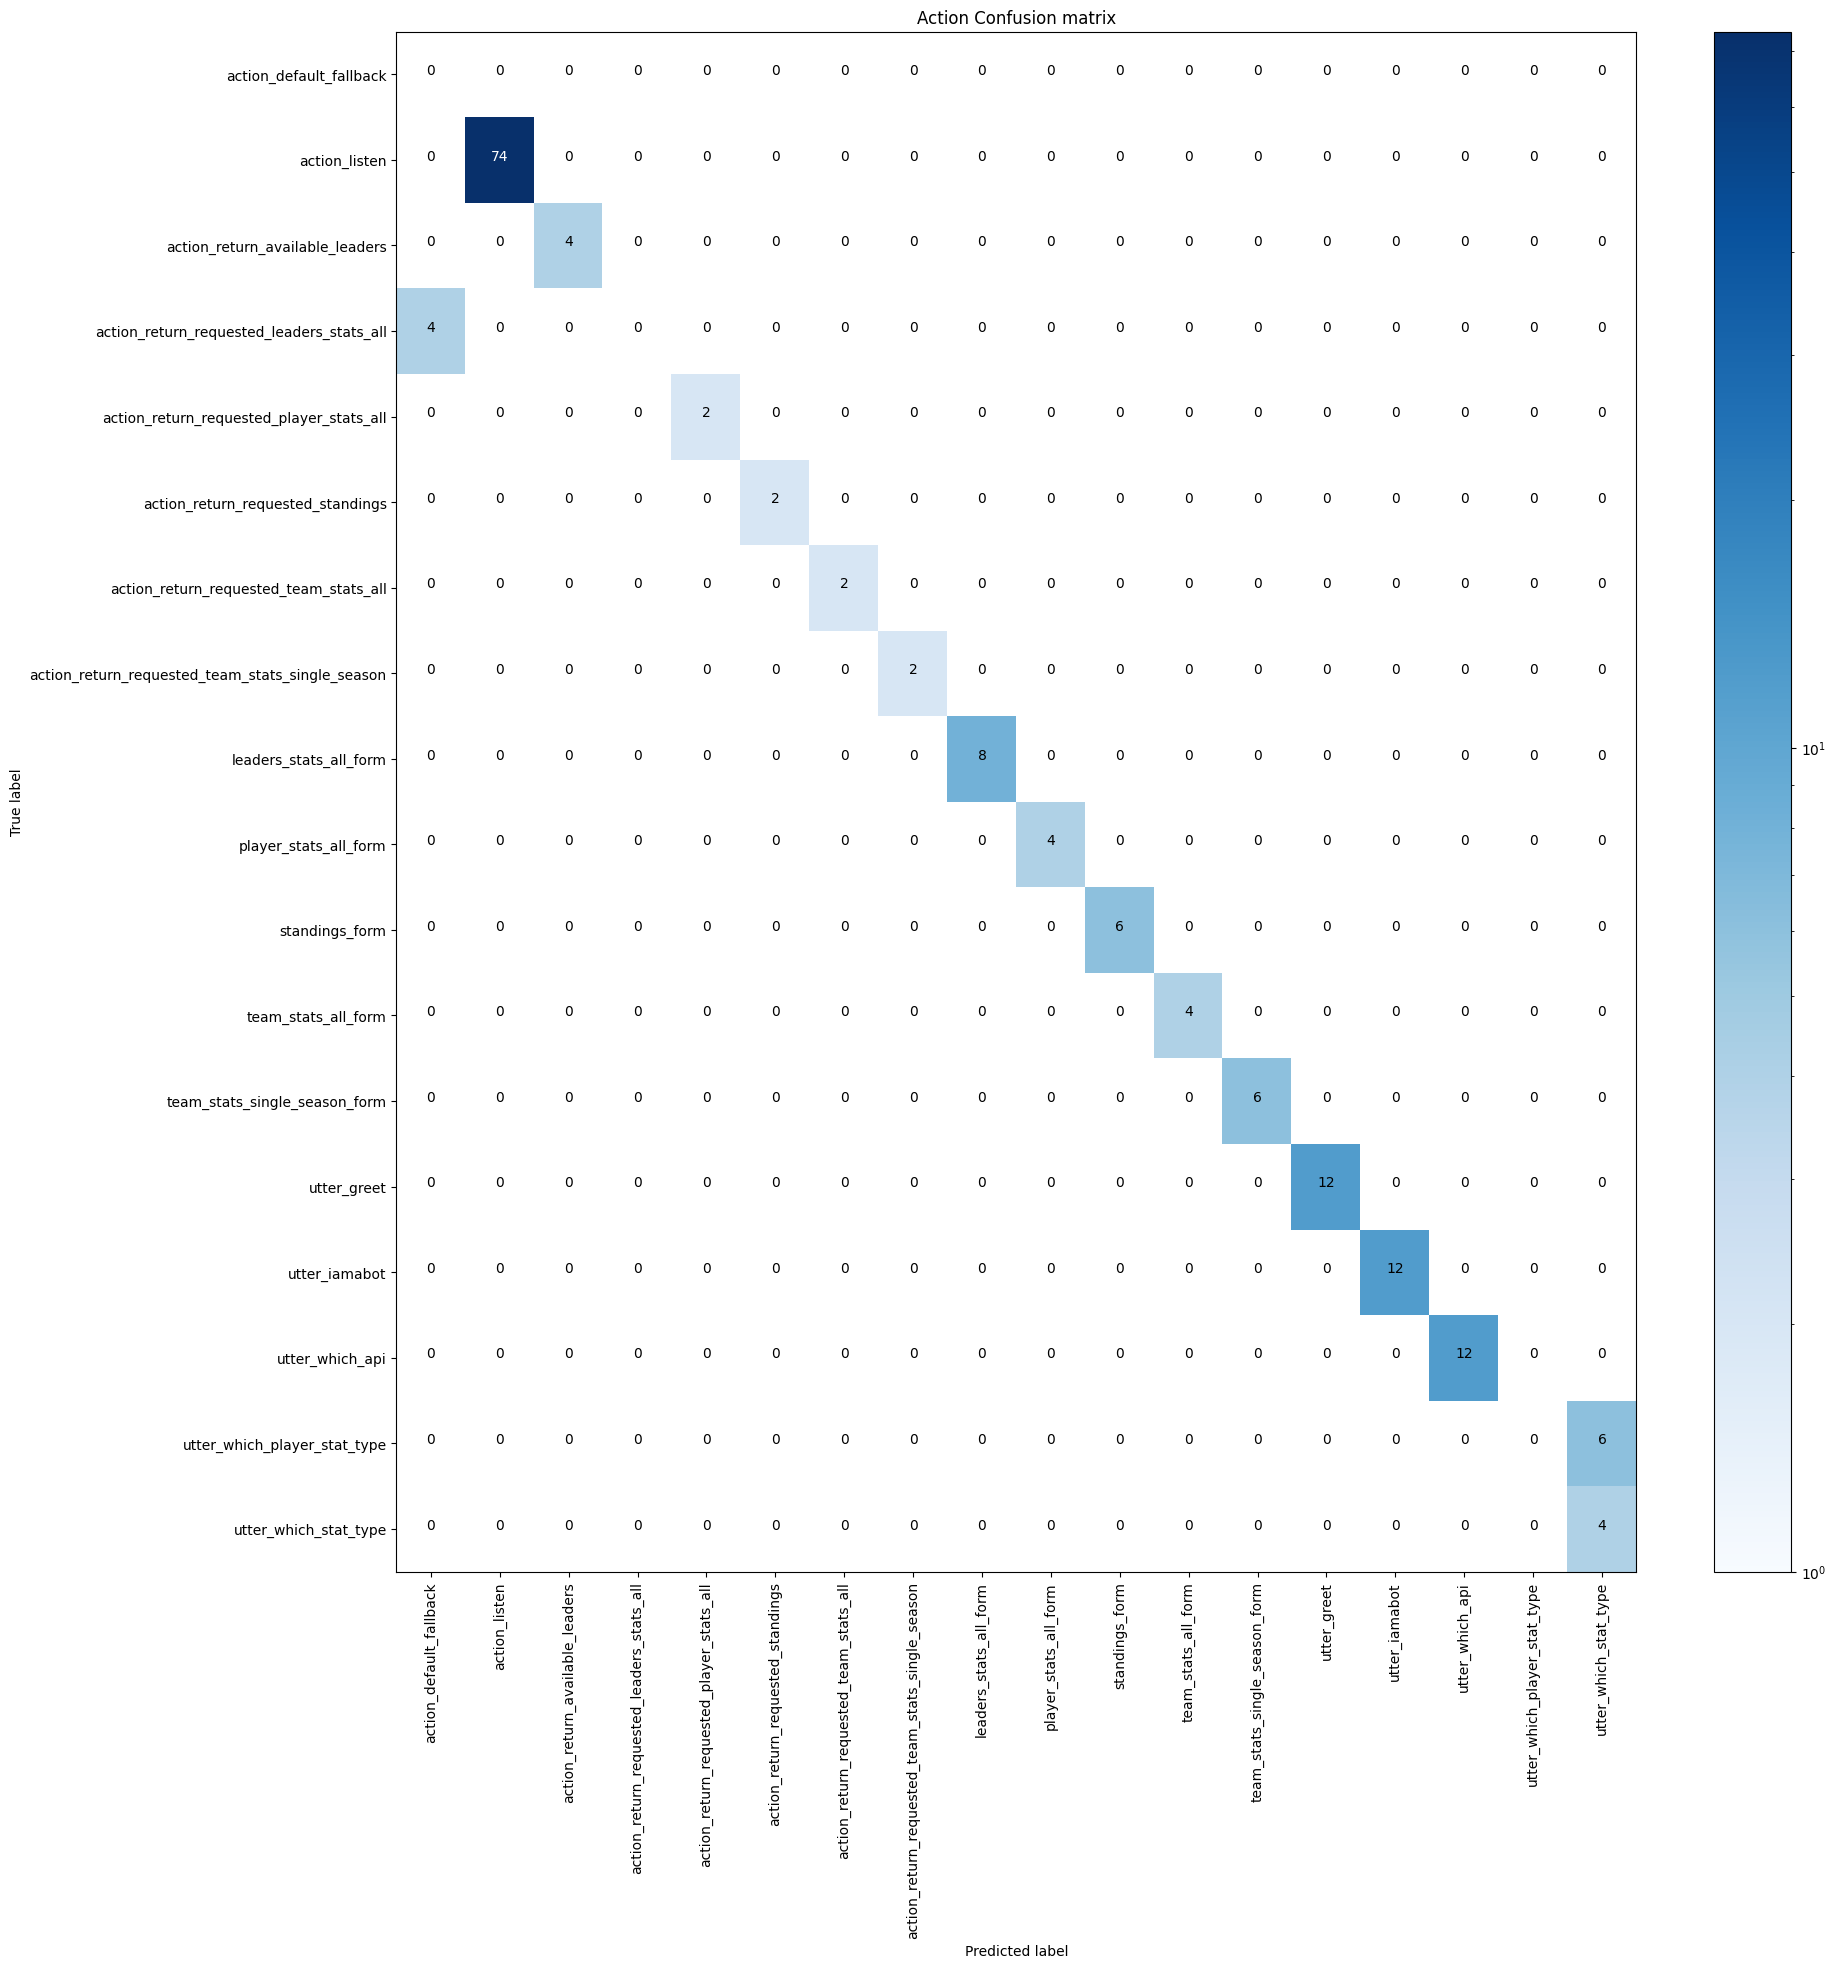 Action Confusion matrix
action_default_fallback 0 0 0 0 0 0 0 0 0 0 0 0 0 0 0 0 0 0
action_listen 0 74 0 0 0 0 0 0 0 0 0 0 0 0 0 0 0 0
action_return_available_leaders 0 0 4 0 0 0 0 0 0 0 0 0 0 0 0 0 0 0
action_return_requested_leaders_stats_all 4 0 0 0 0 0 0 0 0 0 0 0 0 0 0 0 0 0
action_return_requested_player_stats_all 0 0 0 0 2 0 0 0 0 0 0 0 0 0 0 0 0 0
action_return_requested_standings 0 0 0 0 0 2 0 0 0 0 0 0 0 0 0 0 0 0
action_return_requested_team_stats_all 0 0 0 0 0 0 2 0 0 0 0 0 0 0 0 0 0 0
action_return_requested_team_stats_single_season 0 0 0 0 0 0 0 2 0 0 0 0 0 0 0 0 0 0
leaders_stats_all_form 0 0 0 0 0 0 0 0 8 0 0 0 0 0 0 0 0 0
player_stats_all_form 0 0 0 0 0 0 0 0 0 4 0 0 0 0 0 0 0 0
standings_form 0 0 0 0 0 0 0 0 0 0 6 0 0 0 0 0 0 0
team_stats_all_form 0 0 0 0 0 0 0 0 0 0 0 4 0 0 0 0 0 0
team_stats_single_season_form 0 0 0 0 0 0 0 0 0 0 0 0 6 0 0 0 0 0
utter_greet 0 0 0 0 0 0 0 0 0 0 0 0 0 12 0 0 0 0
utter_iamabot 0 0 0 0 0 0 0 0 0 0 0 0 0 0 12 0 0 0
utter_which_api 0 0 0 0 0 0 0 0 0 0 0 0 0 0 0 12 0 0
utter_which_player_stat_type 0 0 0 0 0 0 0 0 0 0 0 0 0 0 0 0 0 6
utter_which_stat_type 0 0 0 0 0 0 0 0 0 0 0 0 0 0 0 0 0 4
True label
action_default_fallback
action_listen
action_return_available_leaders
action_return_requested_leaders_stats_all
action_return_requested_player_stats_all
action_return_requested_standings
action_return_requested_team_stats_all
action_return_requested_team_stats_single_season
leaders_stats_all_form
player_stats_all_form
standings_form
team_stats_all_form
team_stats_single_season_form
utter_greet
utter_iamabot
utter_which_api
utter_which_player_stat_type
utter_which_stat_type
Predicted label
10¹
10⁰